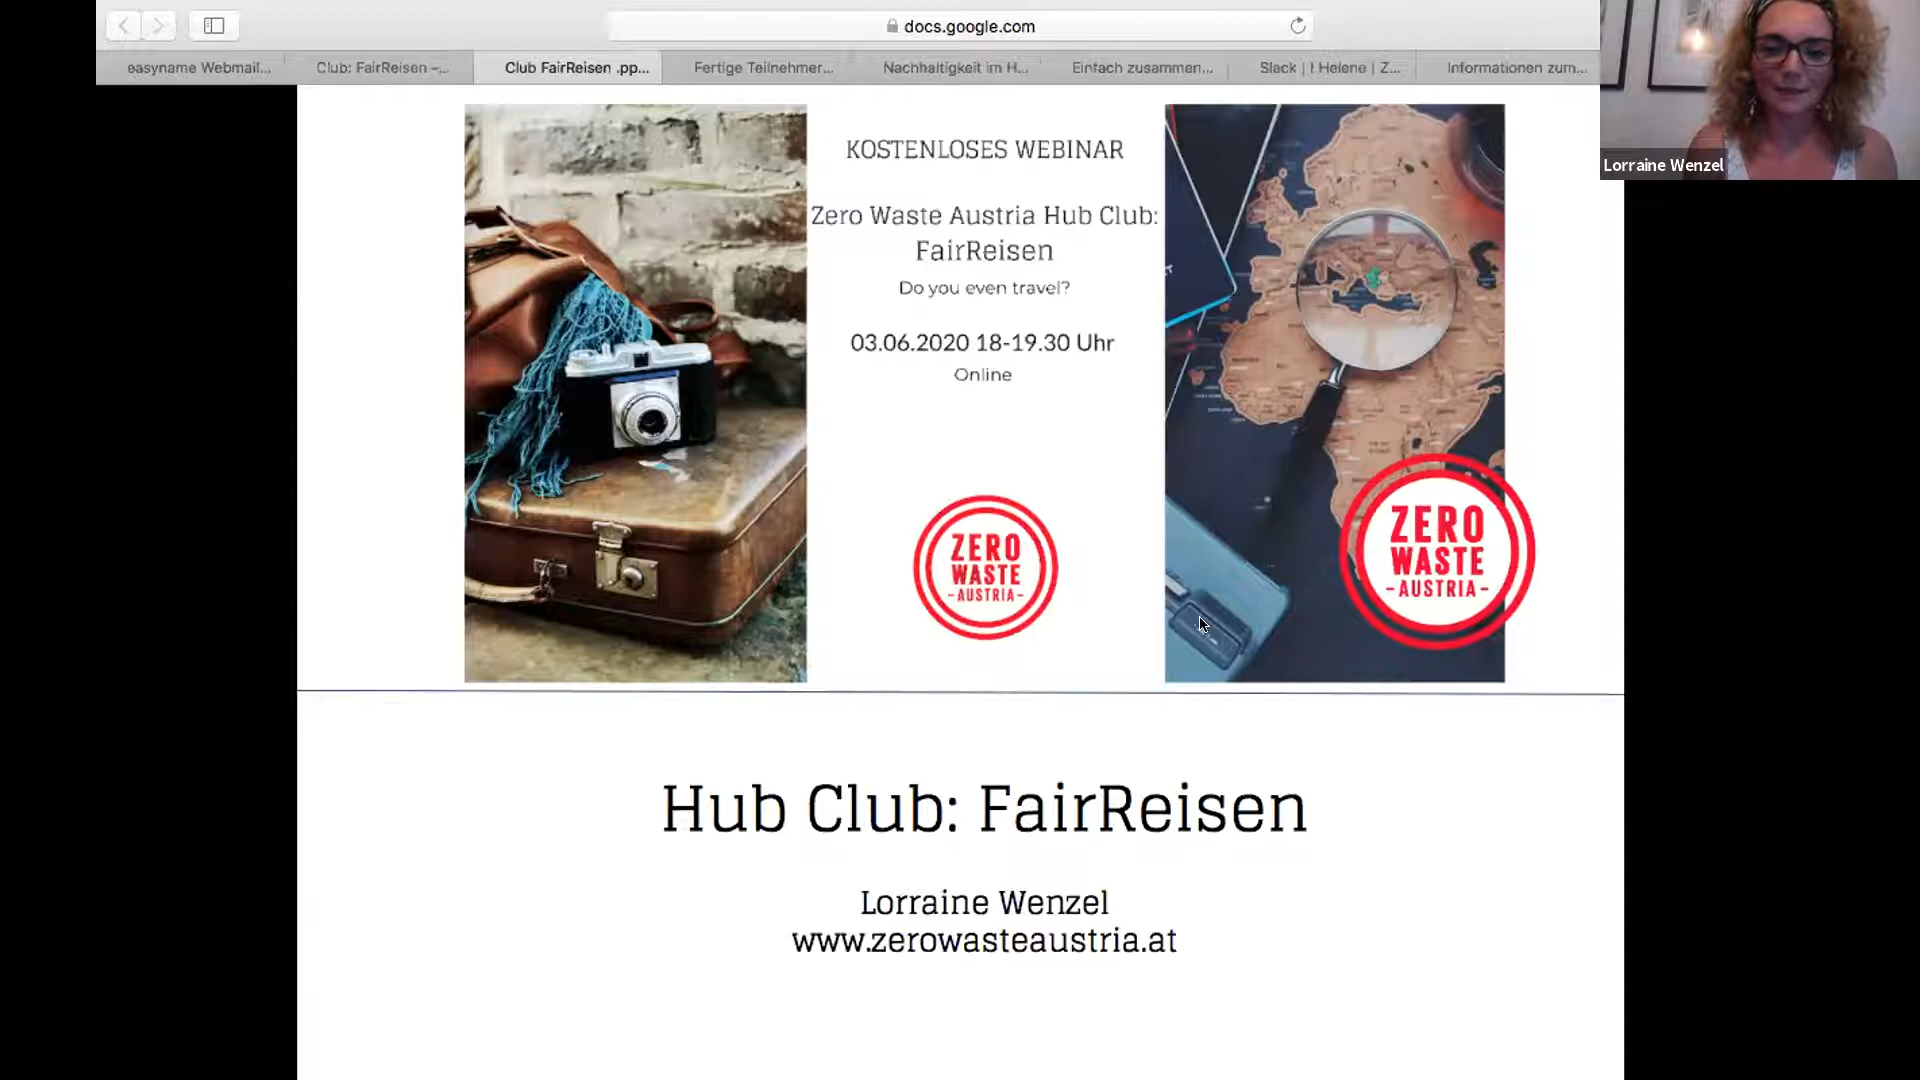 docs.google.com
easyname Webmail...
Club: FairReisen –...
Club FairReisen .pp...
Fertige Teilnehmer...
Nachhaltigkeit im H...
Einfach zusammen...
Slack | ! Helene | Z...
Informationen zum...
Lorraine Wenzel
KOSTENLOSES WEBINAR
Zero Waste Austria Hub Club:
FairReisen
Do you even travel?
03.06.2020 18-19.30 Uhr
Online
ZERO
WASTE
-AUSTRIA-
ZERO
WASTE
-AUSTRIA-
Hub Club: FairReisen
Lorraine Wenzel
www.zerowasteaustria.at